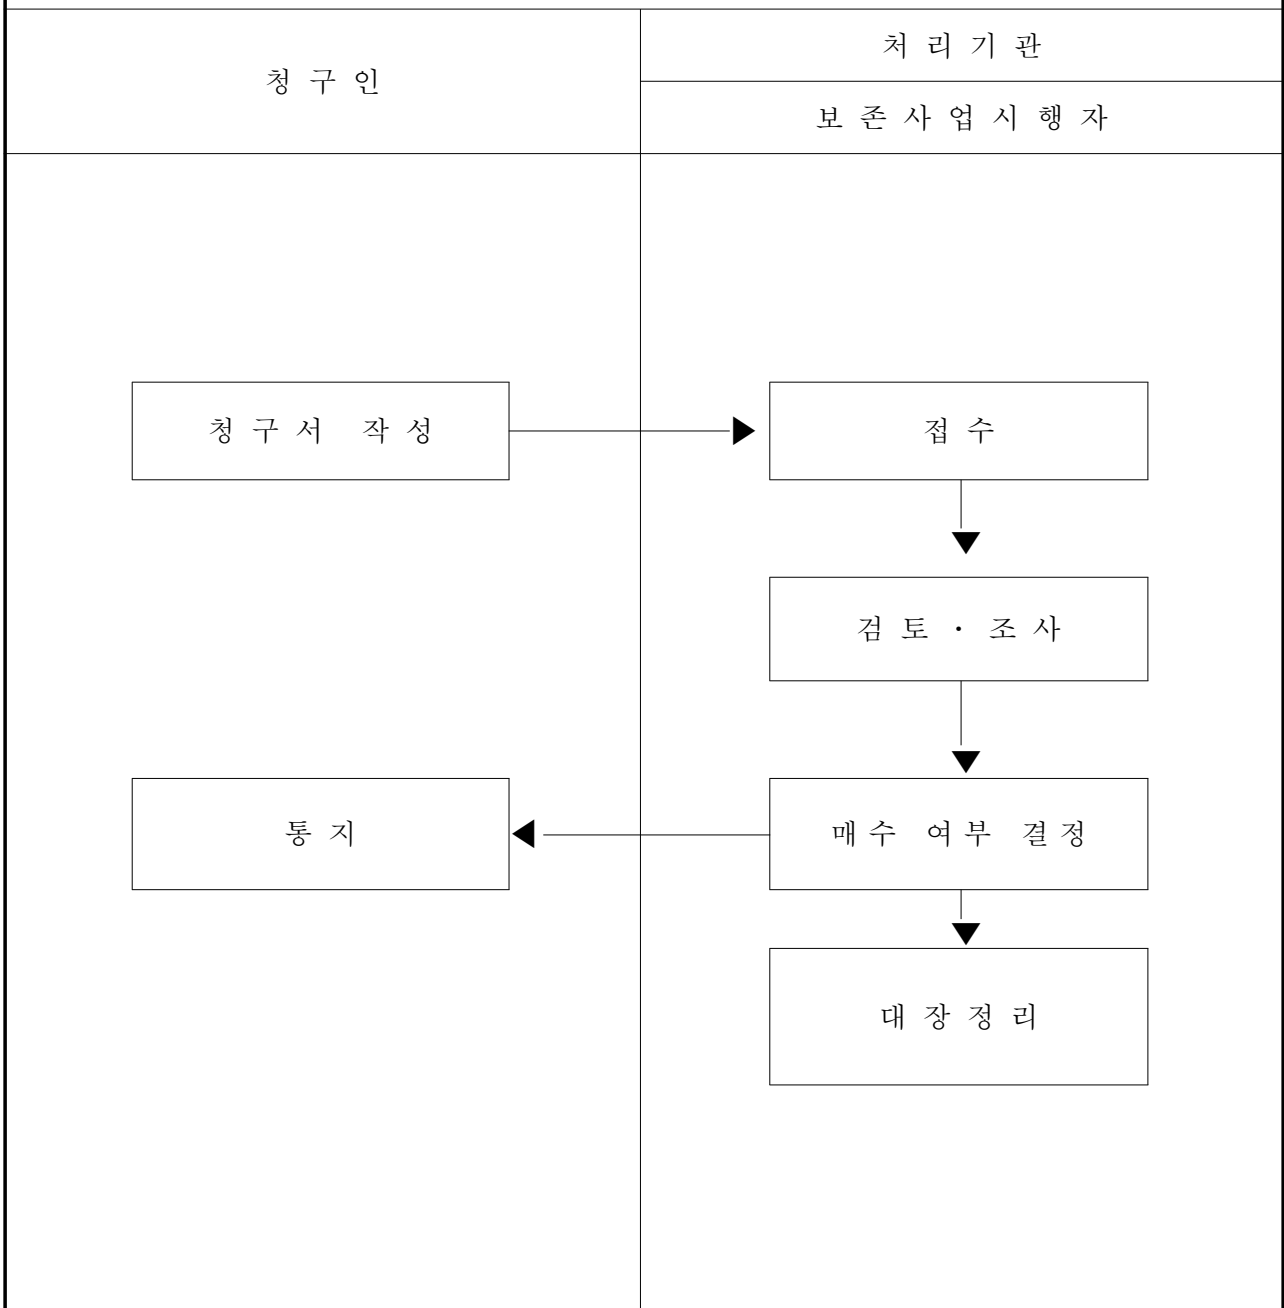 청구인
처리기관
보존사업시행자
청구서 작성
접수
검토 · 조사
통지
매수 여부 결정
대장정리